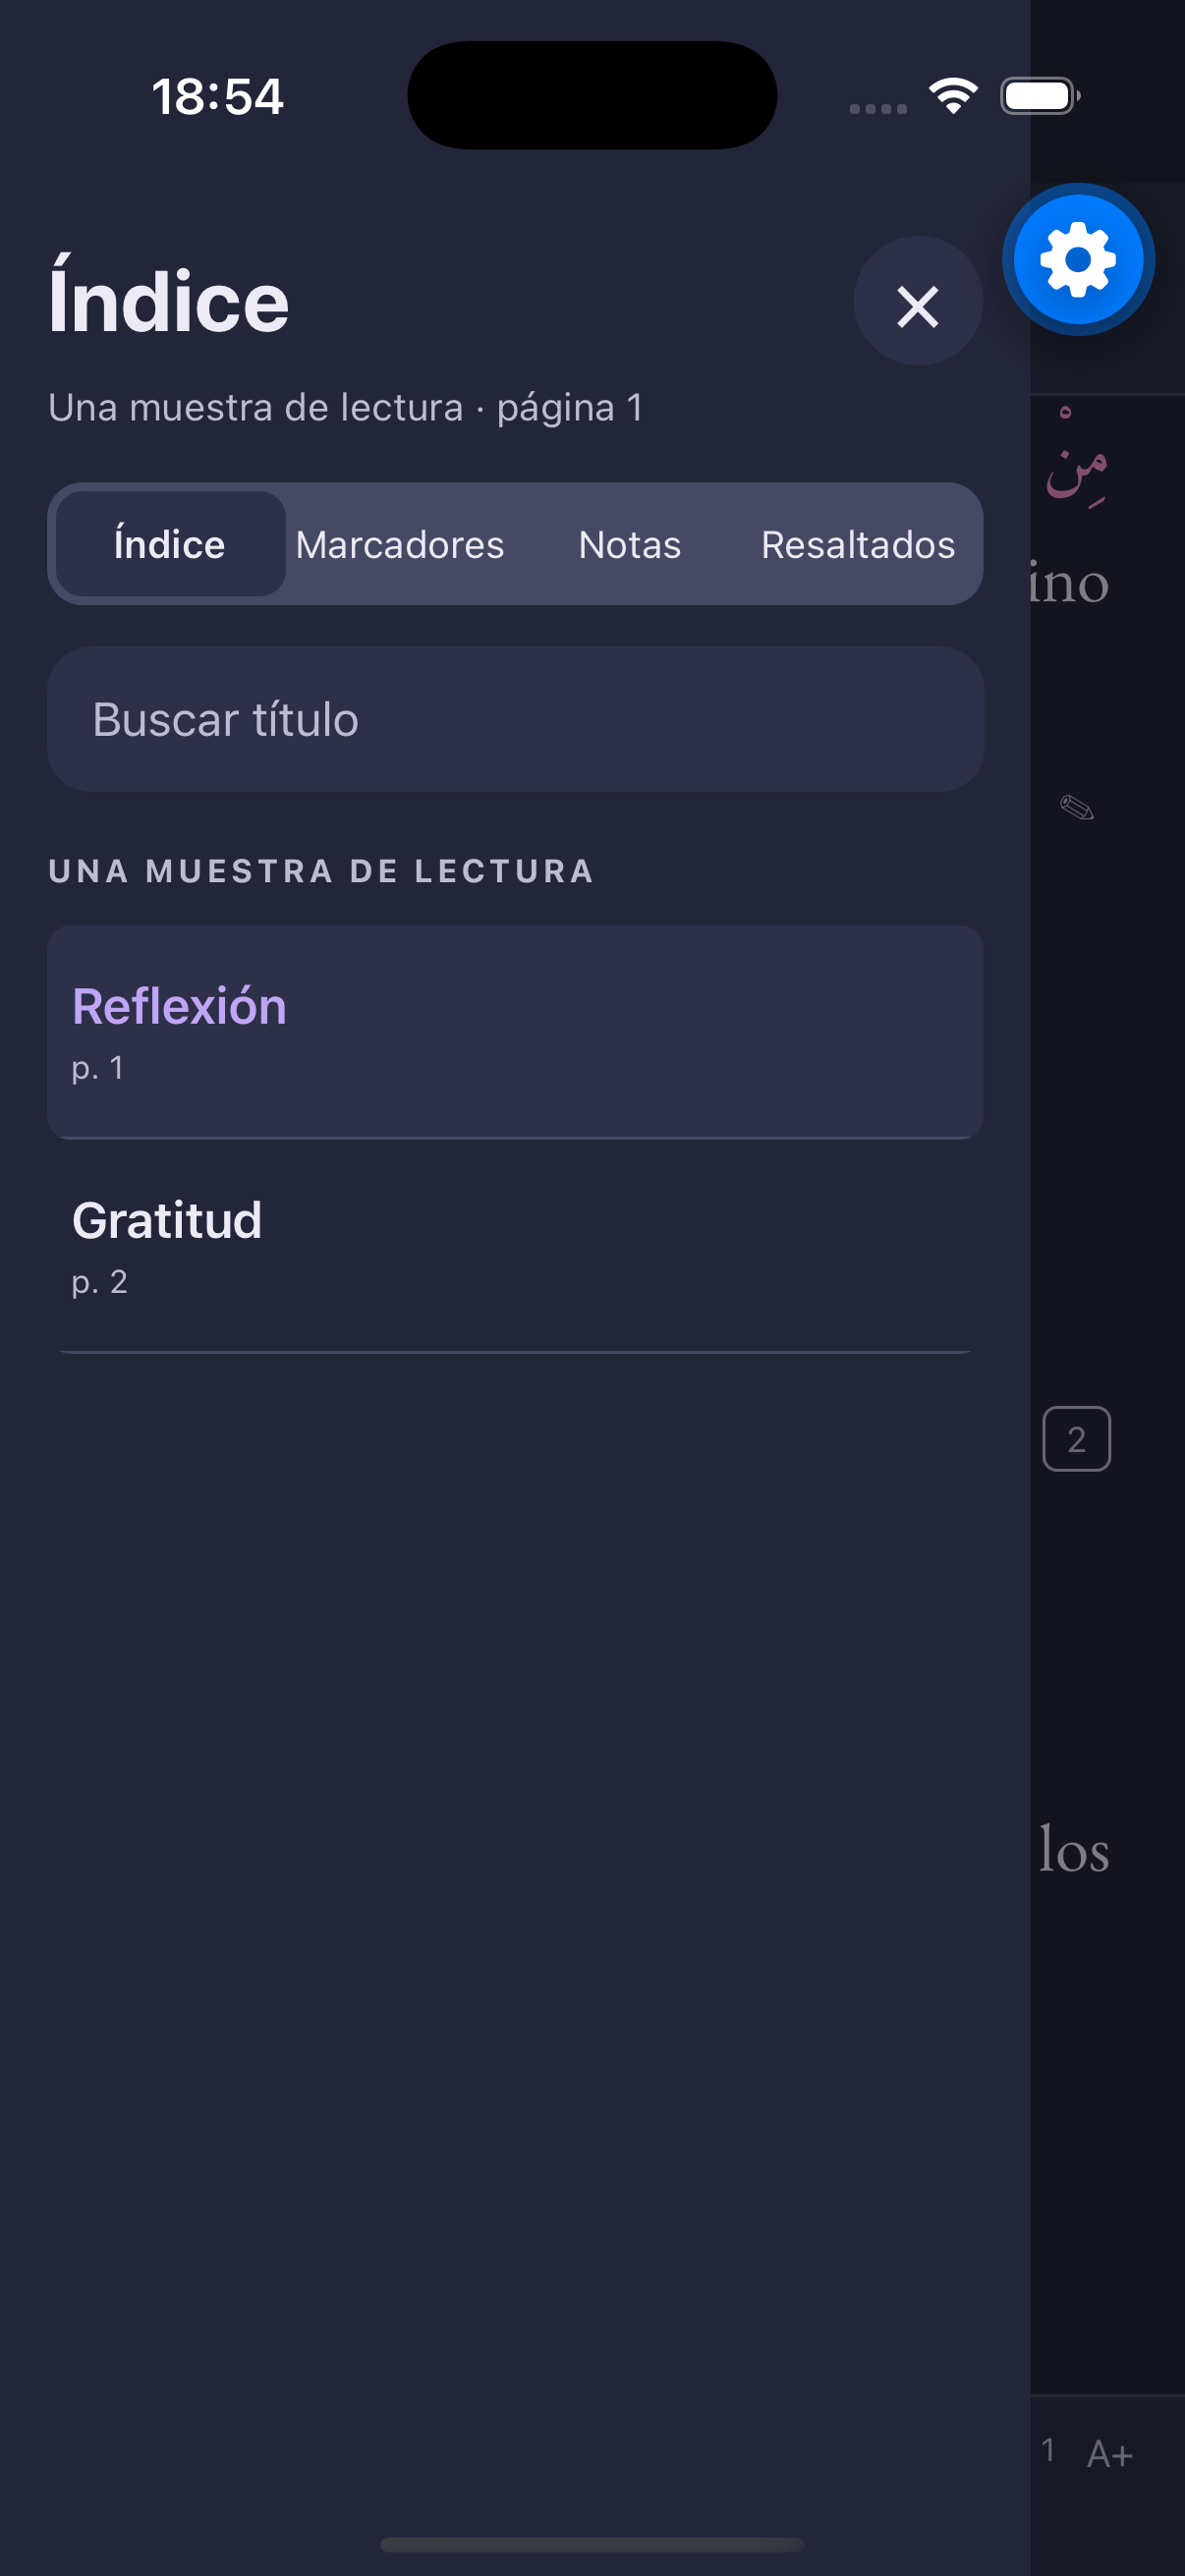 18:54
Índice
Una muestra de lectura · página 1
Índice Marcadores Notas Resaltados
Buscar título
UNA MUESTRA DE LECTURA
Reflexión
p. 1
Gratitud
p. 2
مِنْ
ino
2
los
1 A+